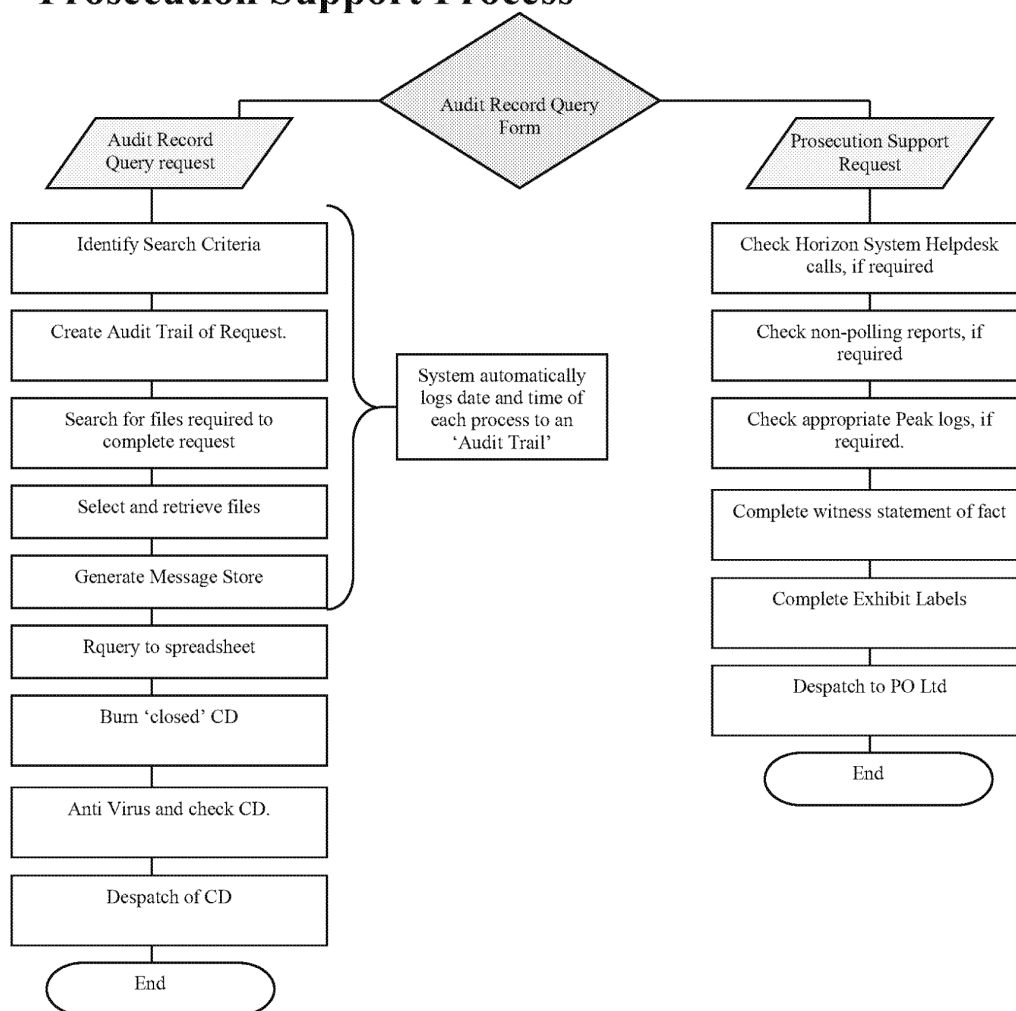 Prosecution Support Process
Audit Record Query
Form
Audit Record
Query request
Identify Search Criteria
Create Audit Trail of Request.
Search for files required to
complete request
Select and retrieve files
Generate Message Store
Rquery to spreadsheet
Burn ‘closed’ CD
Anti Virus and check CD.
Despatch of CD
End
System automatically
logs date and time of
each process to an
‘Audit Trail’
Prosecution Support
Request
Check Horizon System Helpdesk
calls, if required
Check non-polling reports, if
required
Check appropriate Peak logs, if
required.
Complete witness statement of fact
Complete Exhibit Labels
Despatch to PO Ltd
End